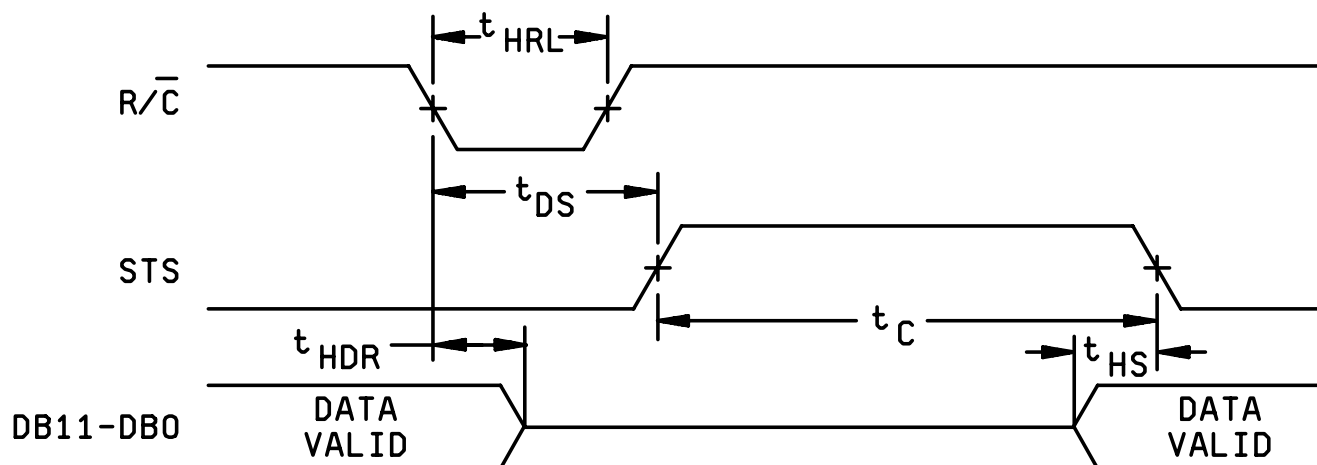 t HRL
R/C̅
t DS
STS
t C
t HDR
t HS
DATA VALID
DATA VALID
DB11-DB0